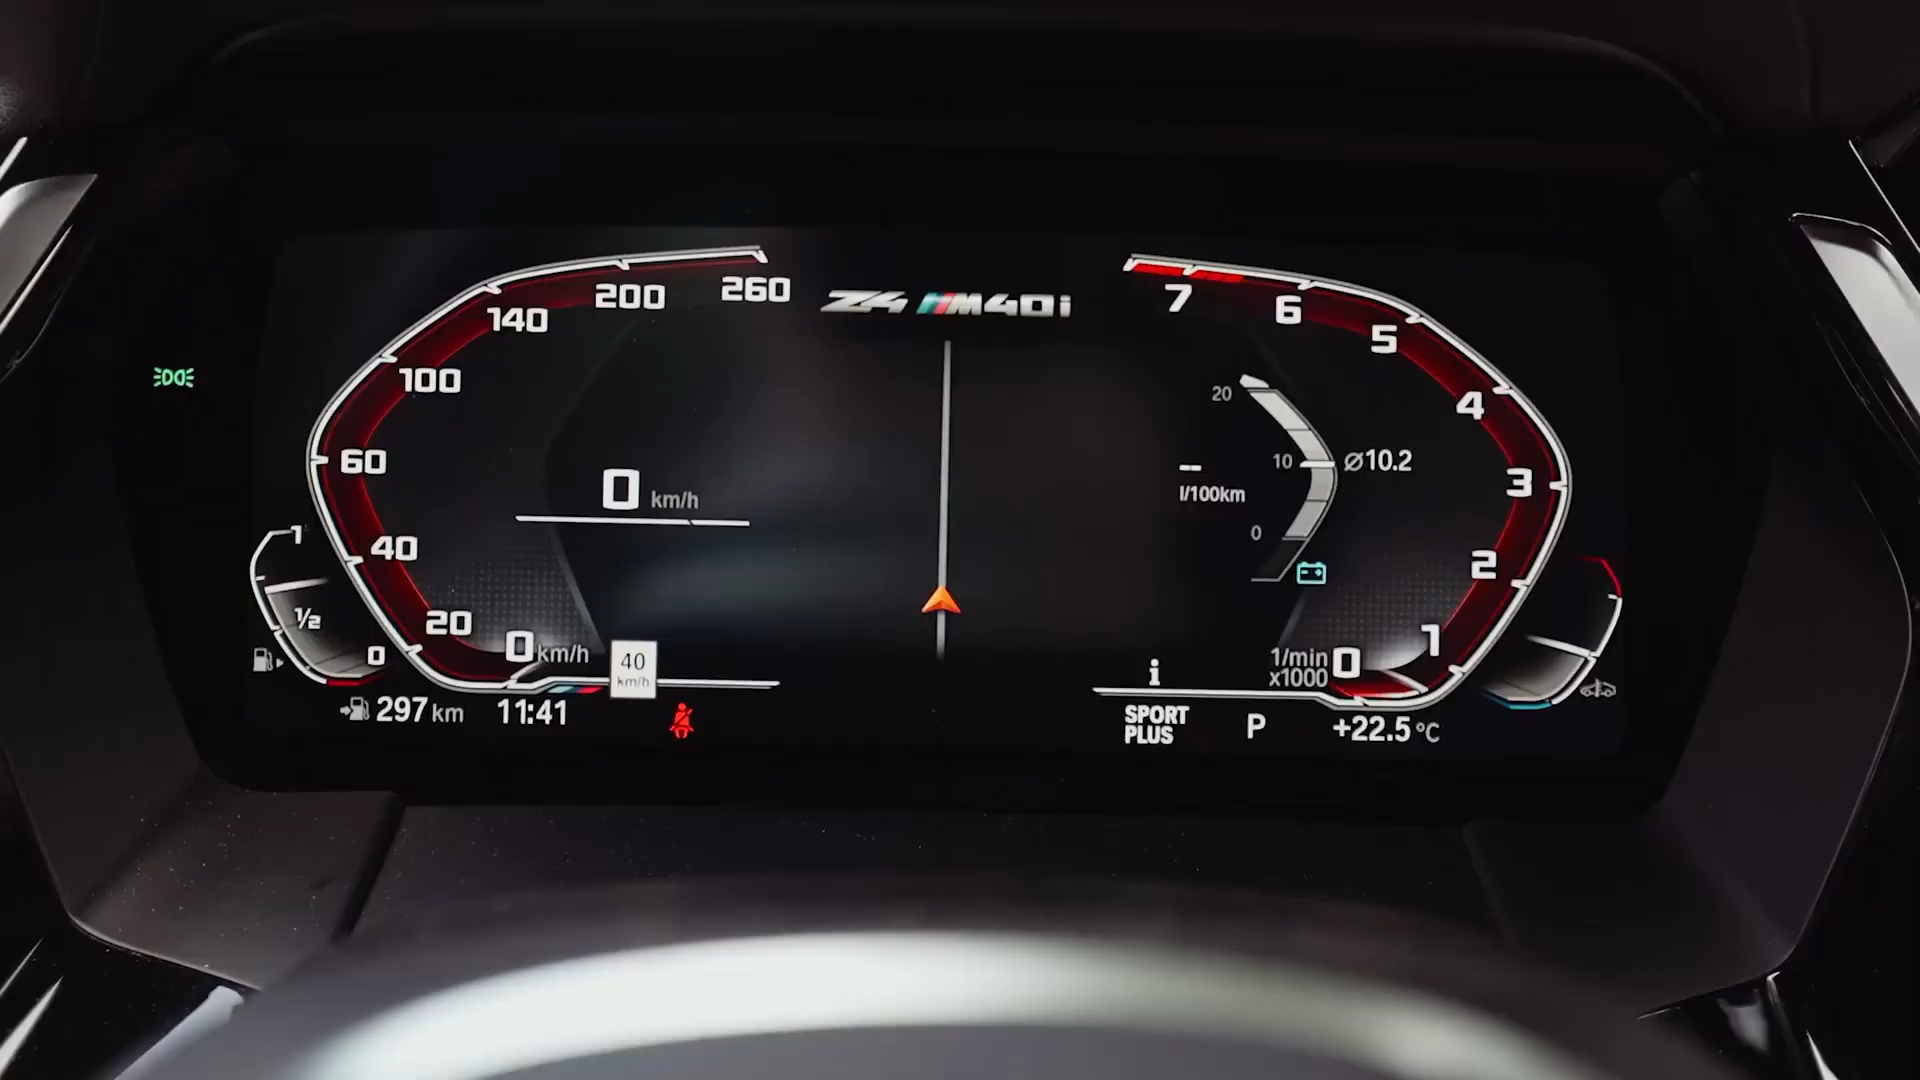 Z4 M40i
260
200
140
100
60
40
20
0 km/h
0 km/h
40
km/h
1
1/2
0
297 km
11:41
7
6
5
4
3
2
1
0
1/min
x1000
20
10
0
⌀10.2
--
l/100km
i
SPORT
PLUS
P
+22.5 °C